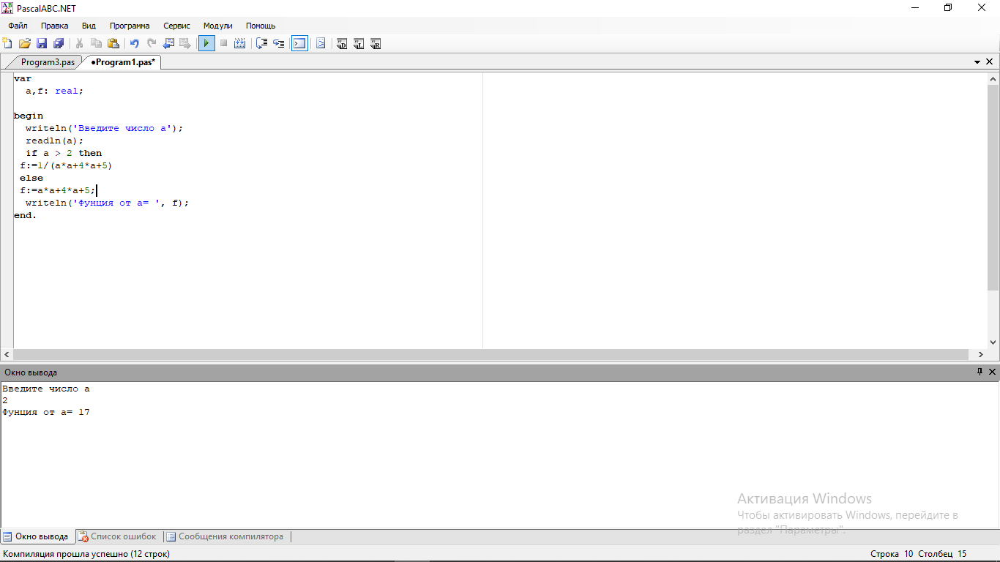 PascalABC.NET
Файл Правка Вид Программа Сервис Модули Помощь
Program3.pas •Program1.pas*
var
a,f: real;
begin
writeln('Введите число а');
readln(a);
if a > 2 then
f:=1/(a*a+4*a+5)
else
f:=a*a+4*a+5;
writeln('Фунция от а= ', f);
end.
Окно вывода
Введите число а
2
Фунция от а= 17
Активация Windows
Чтобы активировать Windows, перейдите в
раздел "Параметры".
Окно вывода Список ошибок Сообщения компилятора
Компиляция прошла успешно (12 строк) Строка 10 Столбец 15